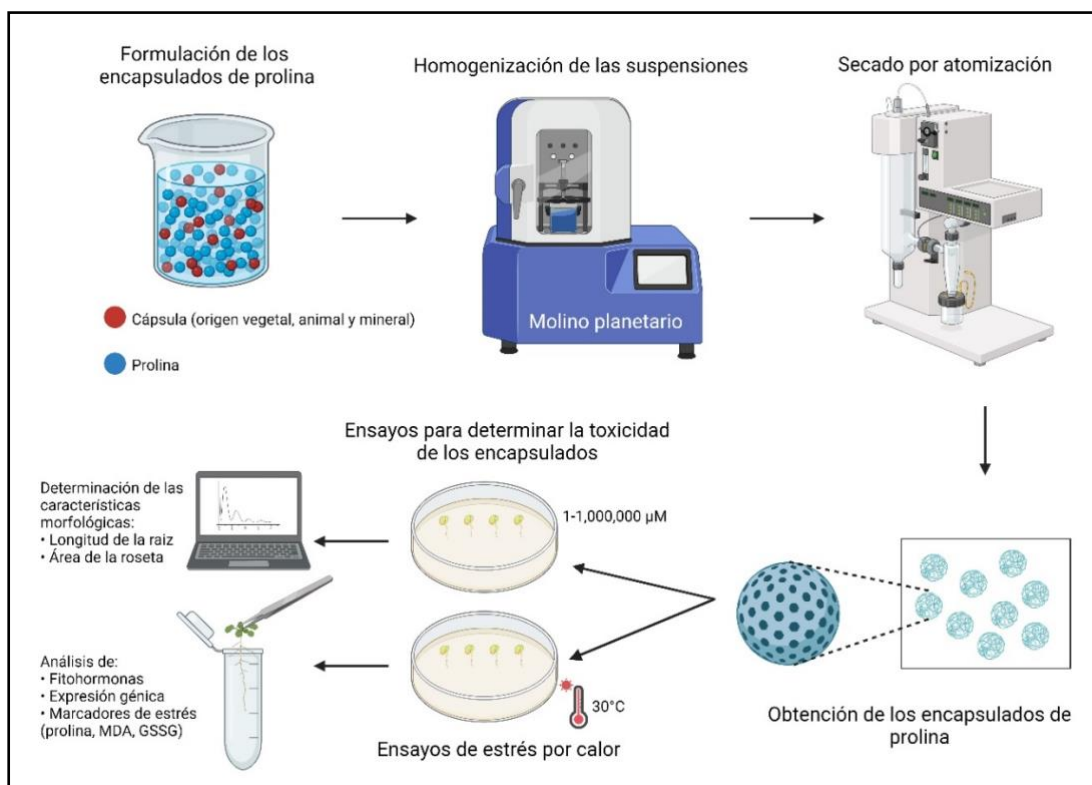 Formulación de los
encapsulados de prolina
Homogenización de las suspensiones
Secado por atomización
Molino planetario
Cápsula (origen vegetal, animal y mineral)
Prolina
Ensayos para determinar la toxicidad
de los encapsulados
1-1,000,000 µM
Determinación de las
características
morfológicas:
• Longitud de la raiz
• Área de la roseta
Análisis de:
• Fitohormonas
• Expresión génica
• Marcadores de estrés
(prolina, MDA, GSSG)
30°C
Ensayos de estrés por calor
Obtención de los encapsulados de
prolina